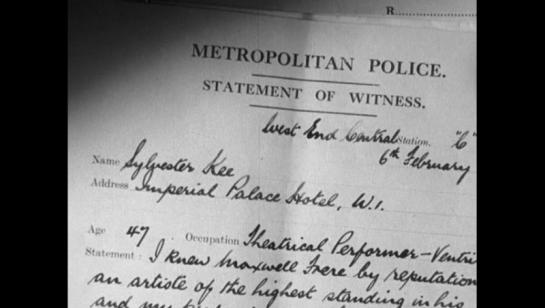 R...............
METROPOLITAN POLICE.
STATEMENT OF WITNESS.
West End Central Station. "C"
6th February
Name Sylvester Kee
Address Imperial Palace Hotel, W.1.
Age 47 Occupation Theatrical Performer-Ventri
Statement : I knew Maxwell Frere by reputation
an artiste of the highest standing in his
and